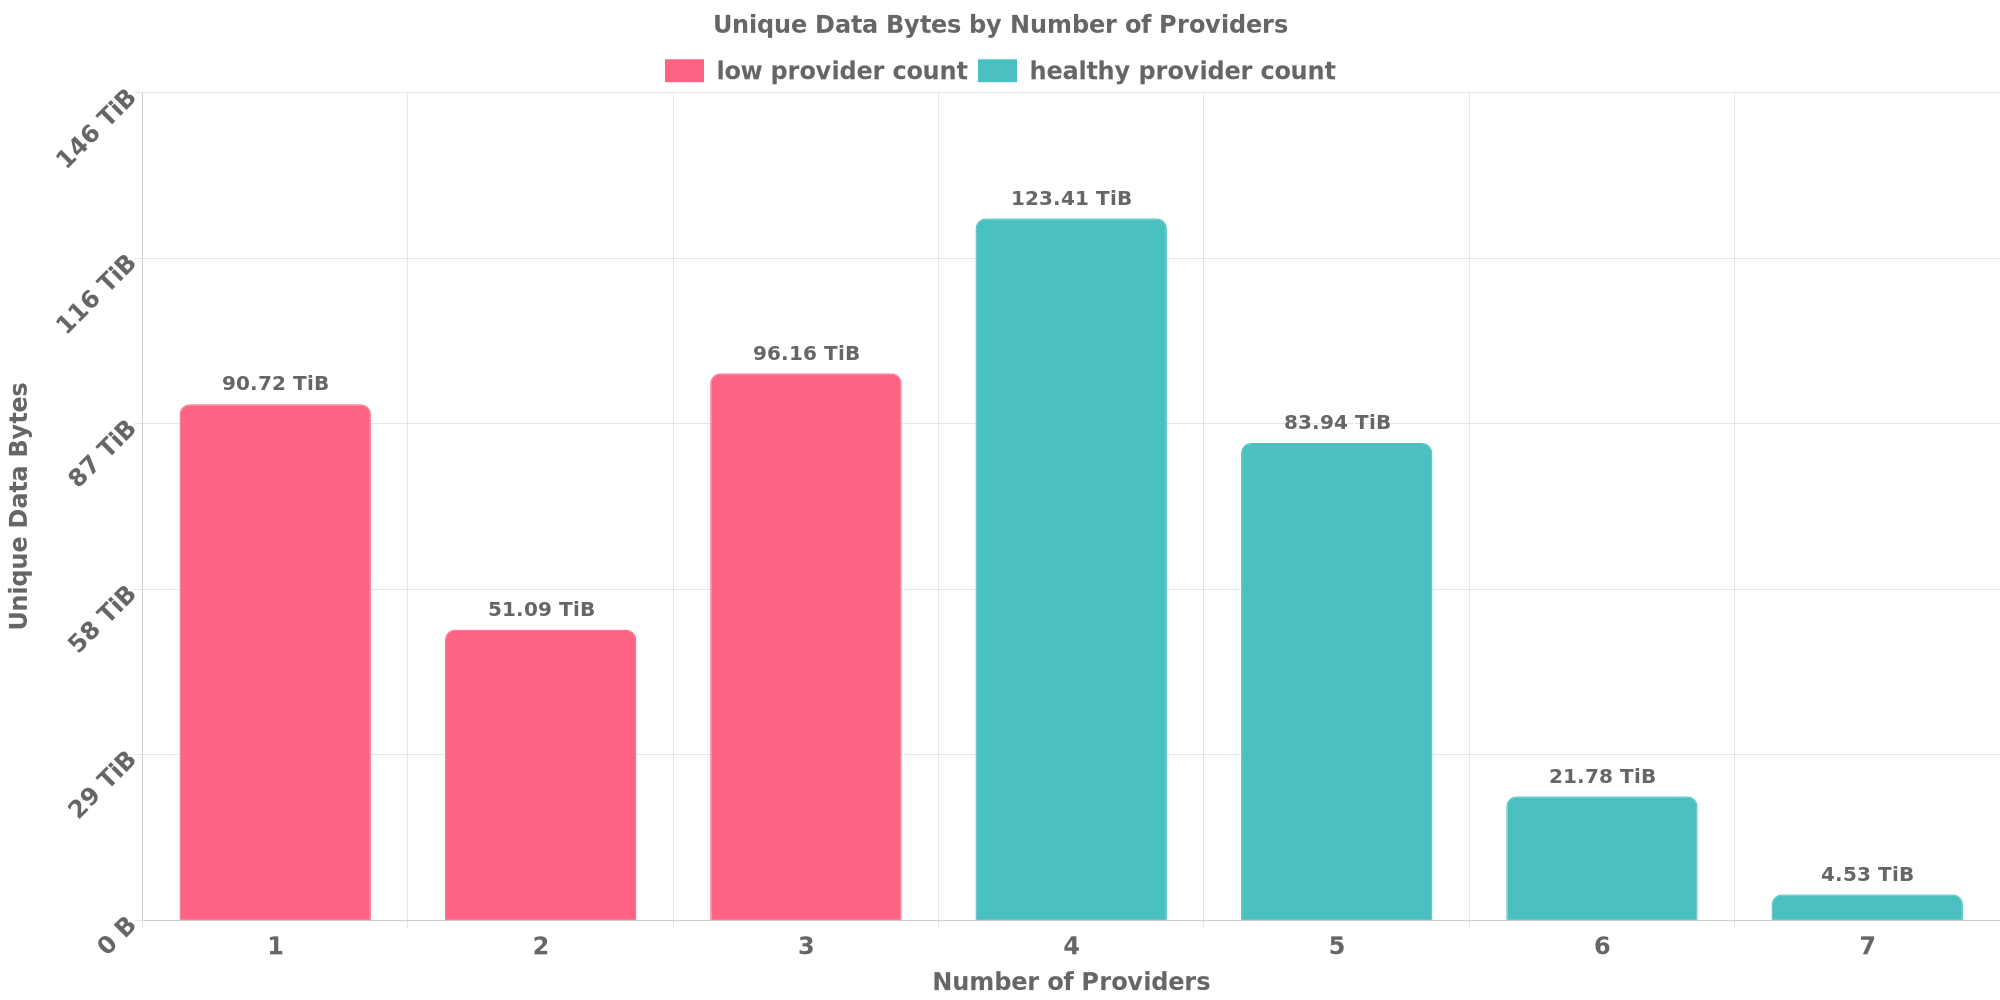 Unique Data Bytes by Number of Providers
low provider count healthy provider count
146 TiB
116 TiB
87 TiB
58 TiB
29 TiB
0 B
Unique Data Bytes
90.72 TiB
51.09 TiB
96.16 TiB
123.41 TiB
83.94 TiB
21.78 TiB
4.53 TiB
1 2 3 4 5 6 7
Number of Providers